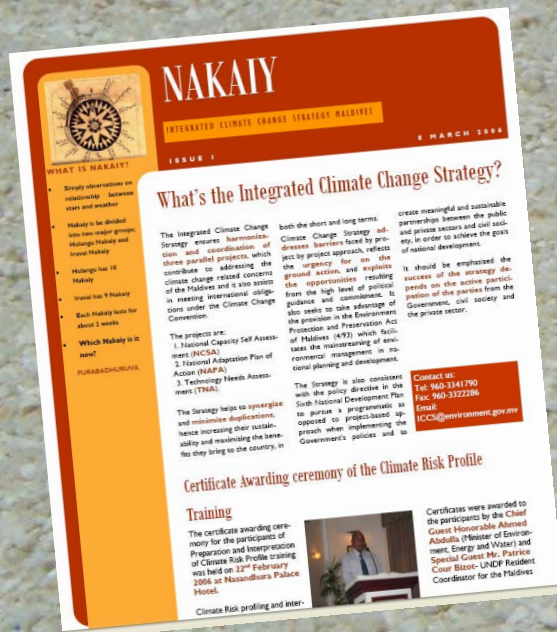 NAKAIY
INTEGRATED CLIMATE CHANGE STRATEGY MALDIVES
ISSUE 1
8 MARCH 2006
WHAT IS NAKAIY?
Simply observations on
relationship between
stars and weather
Nakaiy is be divided
into two major groups;
Hulangu Nakaiy and
Iruvai Nakaiy
Hulangu has 18
Nakaiy
Iruvai has 9 Nakaiy
Each Nakaiy lasts for
about 2 weeks
Which Nakaiy is it
now?
FURABADHURUVA
What's the Integrated Climate Change Strategy?
The Integrated Climate Change
Strategy ensures harmoniza-
tion and coordination of
three parallel projects, which
contribute to addressing the
climate change related concerns
of the Maldives and it also assists
in meeting international obliga-
tions under the Climate Change
Convention.
The projects are:
1. National Capacity Self Assess-
ment (NCSA)
2. National Adaptation Plan of
Action (NAPA)
3. Technology Needs Assess-
ment (TNA).
The Strategy helps to synergize
and minimise duplications,
hence increasing their sustain-
ability and maximizing the bene-
fits they bring to the country, in
both the short and long terms.
Climate Change Strategy ad-
dresses barriers faced by pro-
ject by project approach, reflects
the urgency for on the
ground action, and exploits
the opportunities resulting
from the high level of political
guidance and commitment. It
also seeks to take advantage of
the provision in the Environment
Protection and Preservation Act
of Maldives (4/93) which facili-
tates the mainstreaming of envi-
ronmental management in na-
tional planning and development.
The Strategy is also consistent
with the policy directive in the
Sixth National Development Plan
to pursue a programmatic as
opposed to project-based ap-
proach when implementing the
Government's policies and to
create meaningful and sustainable
partnerships between the public
and private sectors and civil soci-
ety, in order to achieve the goals
of national development.
It should be emphasised the
success of the strategy de-
pends on the active partici-
pation of the parties from the
Government, civil society and
the private sector.
Contact us:
Tel: 960-3341790
Fax: 960-3322286
Email:
ICCS@environment.gov.mv
Certificate Awarding ceremony of the Climate Risk Profile
Training
The certificate awarding cere-
mony for the participants of
Preparation and Interpretation
of Climate Risk Profile training
was held on 22nd February
2006 at Nasandhura Palace
Hotel.
Climate Risk profiling and inter-
Certificates were awarded to
the participants by the Chief
Guest Honorable Ahmed
Abdulla (Minister of Environ-
ment, Energy and Water) and
Special Guest Mr. Patrice
Cour Bizot- UNDP Resident
Coordinator for the Maldives